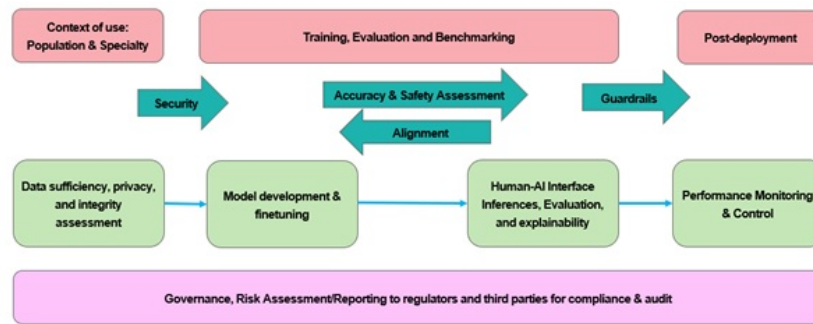 Context of use:
Population & Specialty
Training, Evaluation and Benchmarking
Post-deployment
Security
Accuracy & Safety Assessment
Guardrails
Alignment
Data sufficiency, privacy,
and integrity
assessment
Model development &
finetuning
Human-AI Interface
Inferences, Evaluation,
and explainability
Performance Monitoring
& Control
Governance, Risk Assessment/Reporting to regulators and third parties for compliance & audit